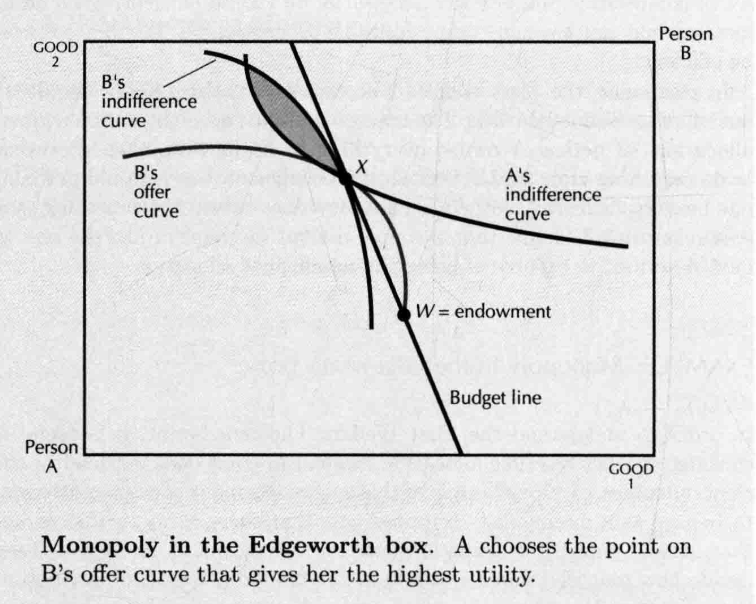 GOOD
2
Person
B
B's
indifference
curve
X
B's
offer
curve
A's
indifference
curve
W = endowment
Budget line
Person
A
GOOD
1
Monopoly in the Edgeworth box. A chooses the point on
B's offer curve that gives her the highest utility.